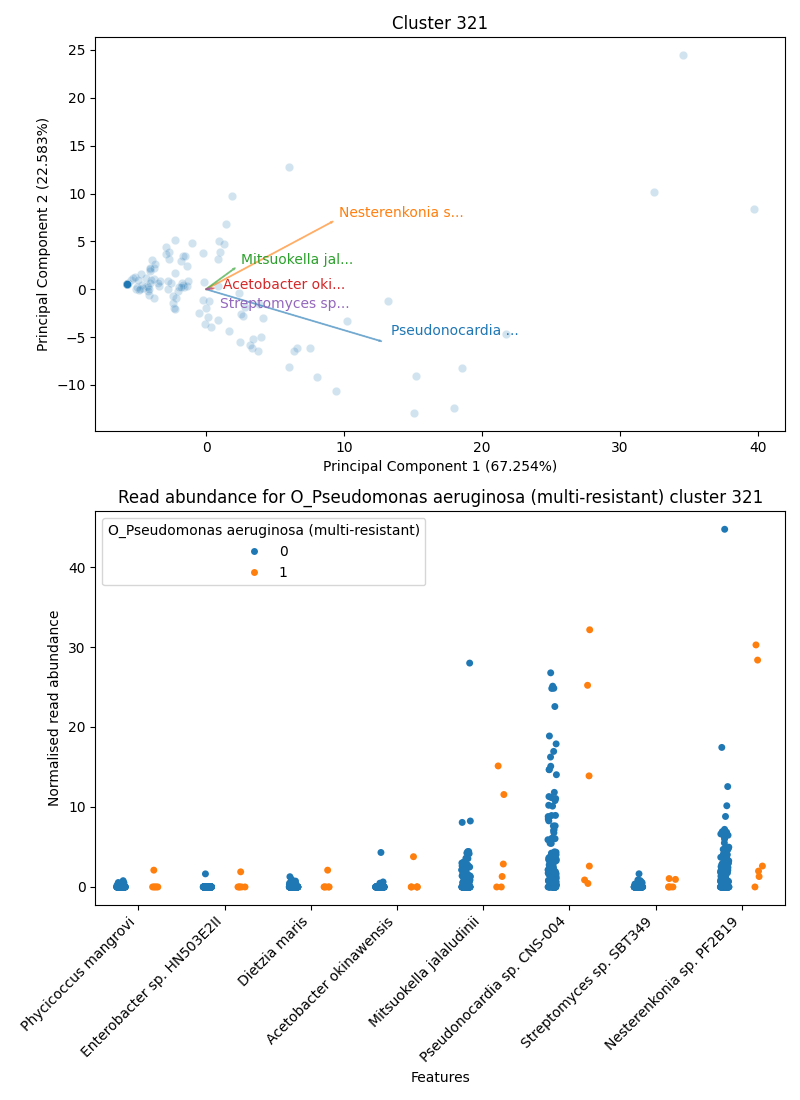 Cluster 321
25
20
15
10
5
0
−5
−10
Principal Component 2 (22.583%)
Nesterenkonia s...
Mitsuokella jal...
Acetobacter oki...
Streptomyces sp...
Pseudonocardia ...
0
10
20
30
40
Principal Component 1 (67.254%)
Read abundance for O_Pseudomonas aeruginosa (multi-resistant) cluster 321
O_Pseudomonas aeruginosa (multi-resistant)
0
1
40
30
20
10
0
Normalised read abundance
Phycicoccus mangrovi
Enterobacter sp. HN503E2II
Dietzia maris
Acetobacter okinawensis
Mitsuokella jalaludinii
Pseudonocardia sp. CNS-004
Streptomyces sp. SBT349
Nesterenkonia sp. PF2B19
Features